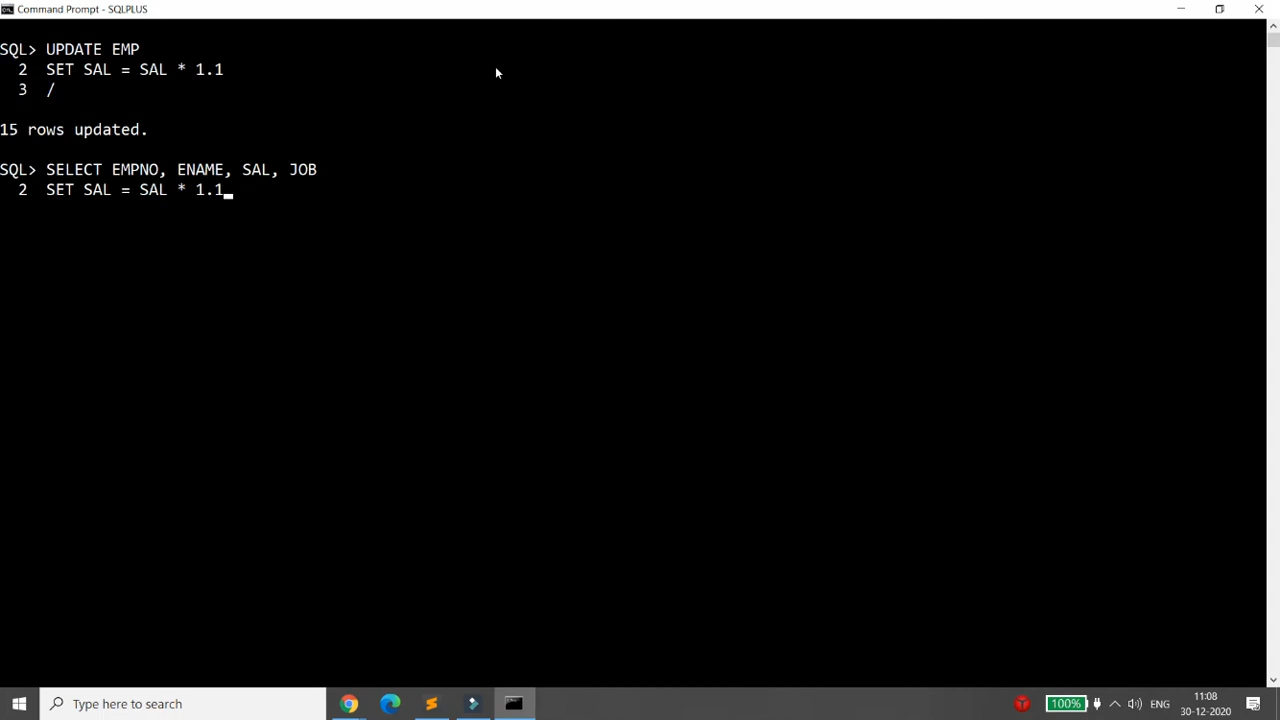 Command Prompt - SQLPLUS
SQL> UPDATE EMP
2 SET SAL = SAL * 1.1
3 /
15 rows updated.
SQL> SELECT EMPNO, ENAME, SAL, JOB
2 SET SAL = SAL * 1.1
Type here to search
100%
ENG
11:08
30-12-2020